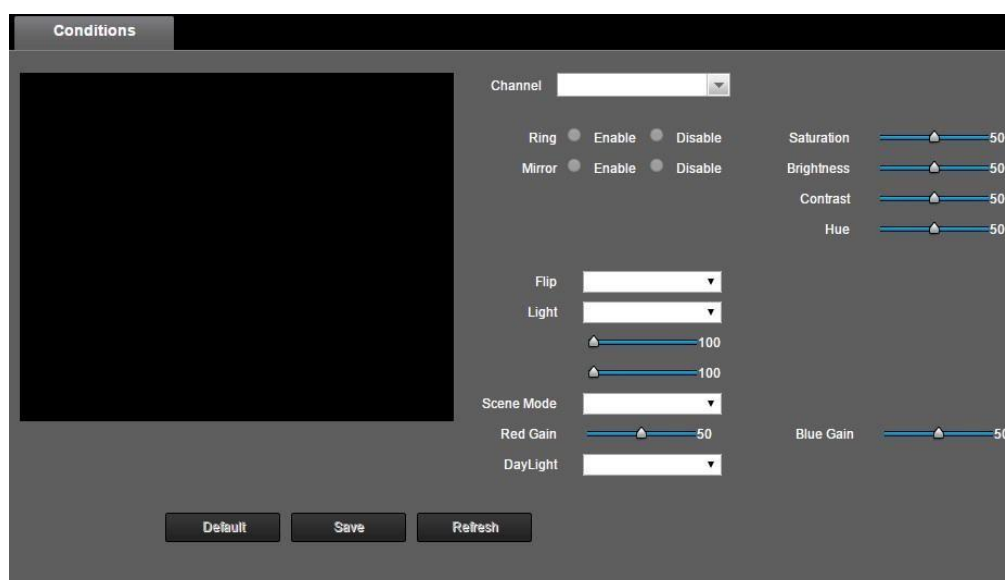 Conditions
Channel
Ring Enable Disable Saturation 50
Mirror Enable Disable Brightness 50
Contrast 50
Hue 50
Flip
Light
100
100
Scene Mode
Red Gain 50 Blue Gain 50
DayLight
Default Save Refresh